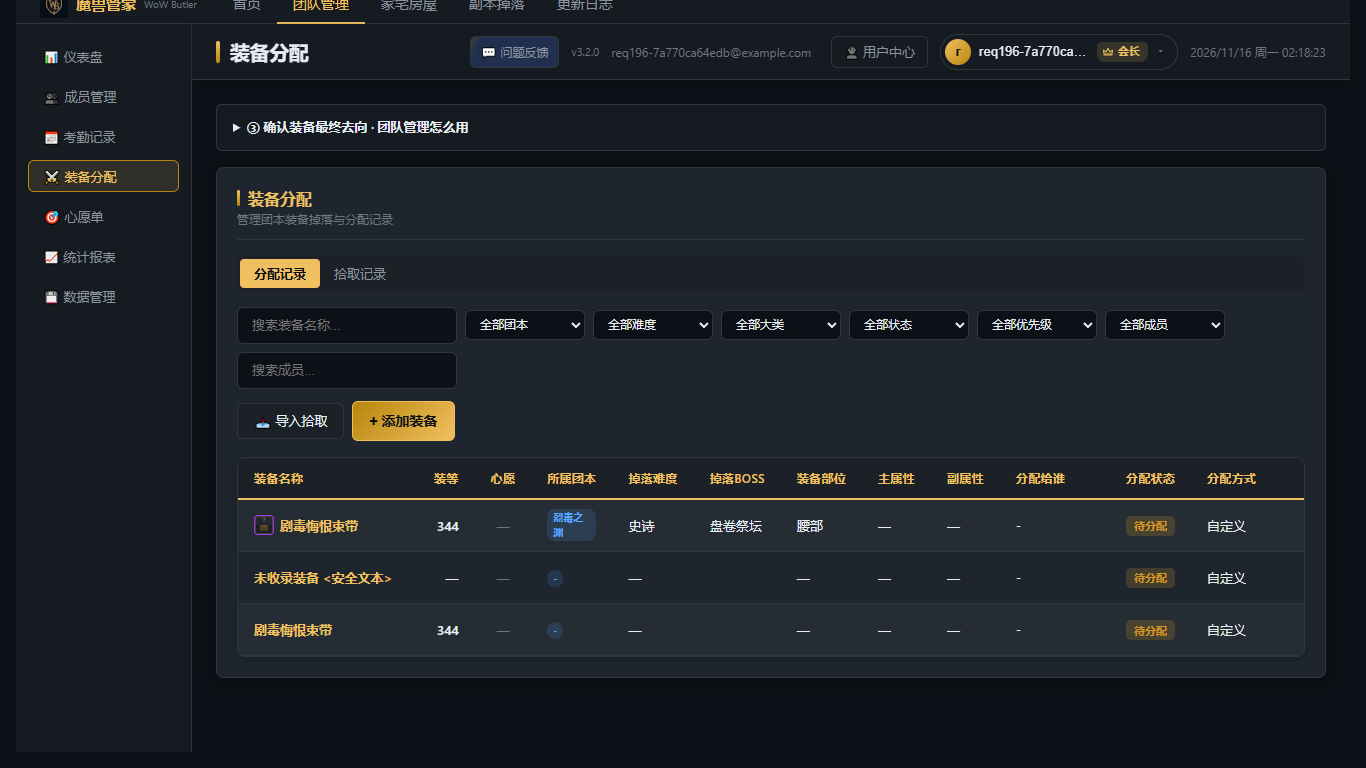 魔兽管家 WoW Butler 首页 团队管理 家宅房屋 副本掉落 更新日志
仪表盘
成员管理
考勤记录
装备分配
心愿单
统计报表
数据管理
装备分配 问题反馈 v3.2.0 req196-7a770ca64edb@example.com 用户中心 r req196-7a770ca... 会长 2026/11/16 周一 02:18:23
▶ ③ 确认装备最终去向 · 团队管理怎么用
装备分配
管理团本装备掉落与分配记录
分配记录 拾取记录
搜索装备名称... 全部团本 全部难度 全部大类 全部状态 全部优先级 全部成员
搜索成员...
导入拾取 + 添加装备
装备名称 装等 心愿 所属团本 掉落难度 掉落BOSS 装备部位 主属性 副属性 分配给谁 分配状态 分配方式
剧毒悔恨束带 344 — 烈毒之渊 史诗 盘卷祭坛 腰部 — — - 待分配 自定义
未收录装备 <安全文本> — — - — — — — - 待分配 自定义
剧毒悔恨束带 344 — - — — — — - 待分配 自定义